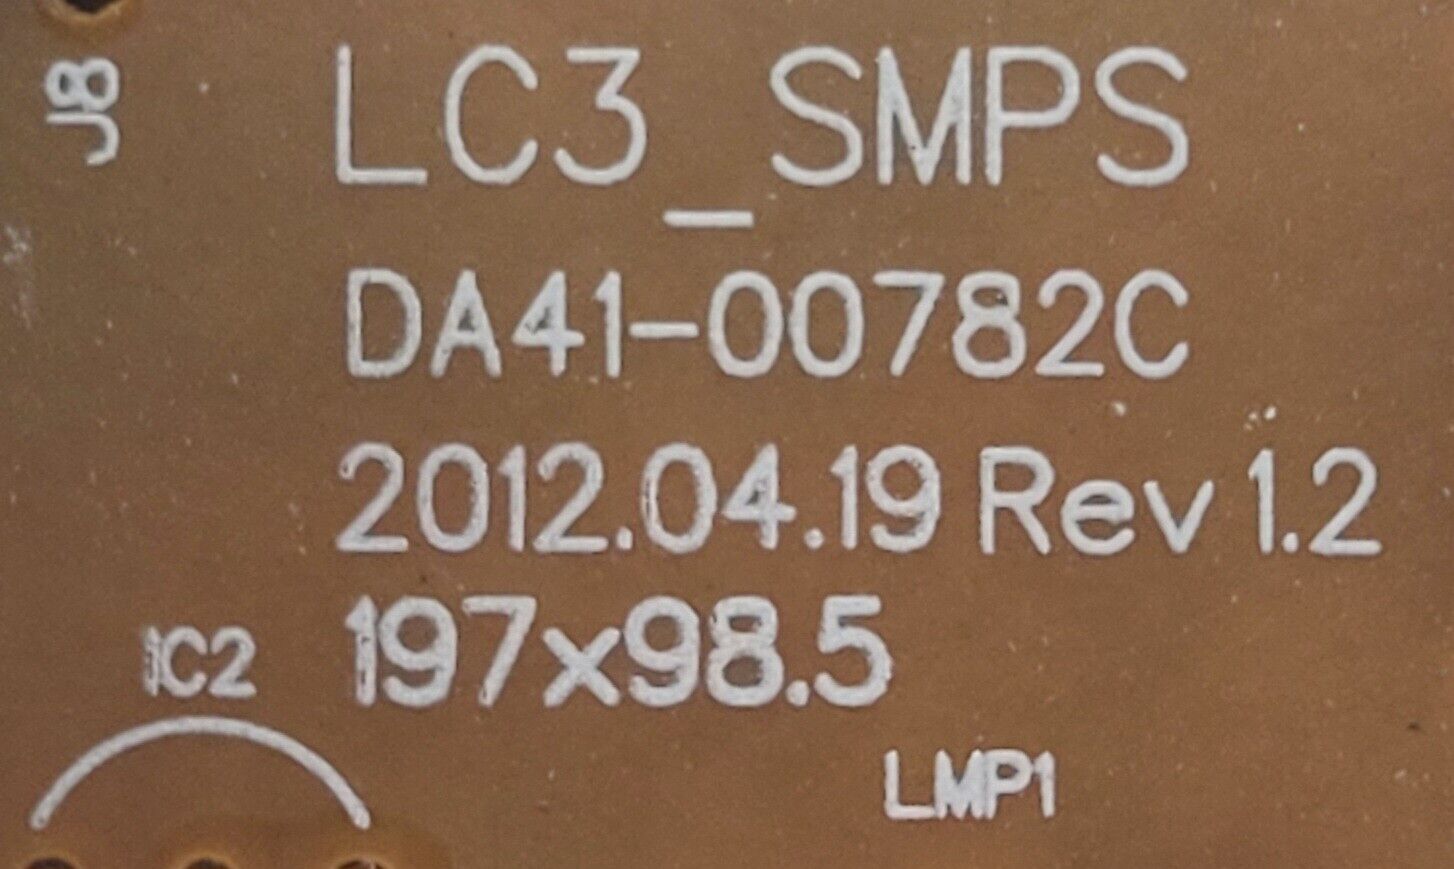 J8
LC3_SMPS
DA41-00782C
2012.04.19 Rev 1.2
197x98.5
IC2
LMP1